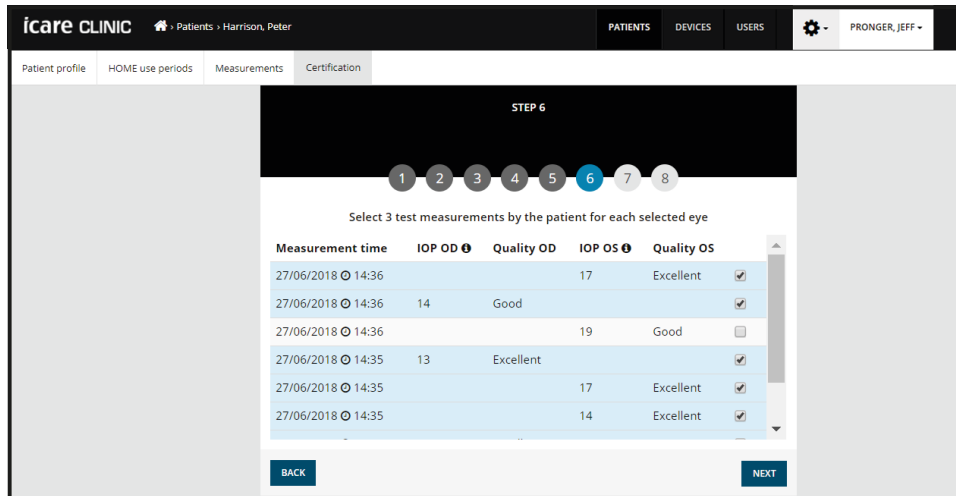 icare CLINIC › Patients › Harrison, Peter PATIENTS DEVICES USERS PRONGER, JEFF
Patient profile HOME use periods Measurements Certification
STEP 6
1 2 3 4 5 6 7 8
Select 3 test measurements by the patient for each selected eye
Measurement time IOP OD Quality OD IOP OS Quality OS
27/06/2018 14:36 17 Excellent
27/06/2018 14:36 14 Good
27/06/2018 14:36 19 Good
27/06/2018 14:35 13 Excellent
27/06/2018 14:35 17 Excellent
27/06/2018 14:35 14 Excellent
BACK NEXT